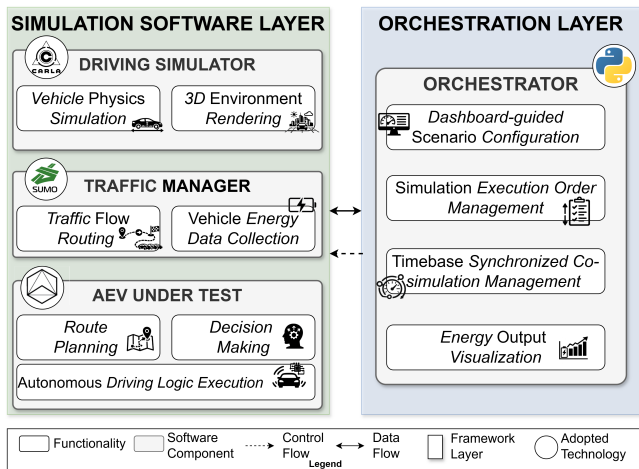 SIMULATION SOFTWARE LAYER
CARLA
DRIVING SIMULATOR
Vehicle Physics
Simulation
3D Environment
Rendering
SUMO
TRAFFIC MANAGER
Traffic Flow
Routing
Vehicle Energy
Data Collection
AEV UNDER TEST
Route
Planning
Decision
Making
Autonomous Driving Logic Execution
ORCHESTRATION LAYER
ORCHESTRATOR
Dashboard-guided
Scenario Configuration
Simulation Execution Order
Management
Timebase Synchronized Co-
simulation Management
Energy Output
Visualization
Functionality
Software
Component
Control
Flow
Data
Flow
Framework
Layer
Adopted
Technology
Legend